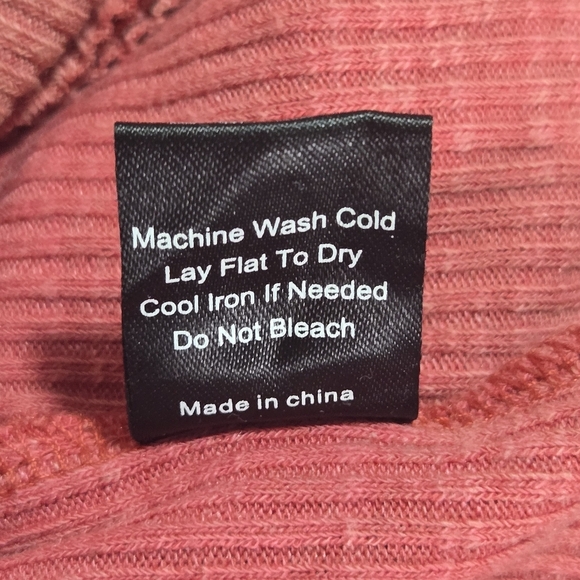 Machine Wash Cold
Lay Flat To Dry
Cool Iron If Needed
Do Not Bleach
Made in china